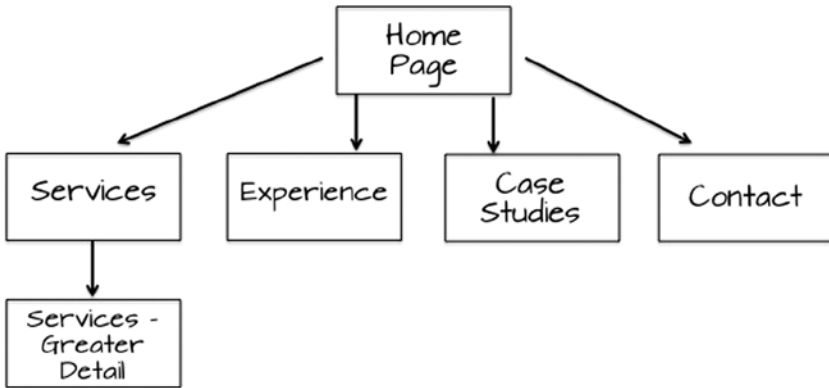 Home
Page
Services
Experience
Case
Studies
Contact
Services -
Greater
Detail